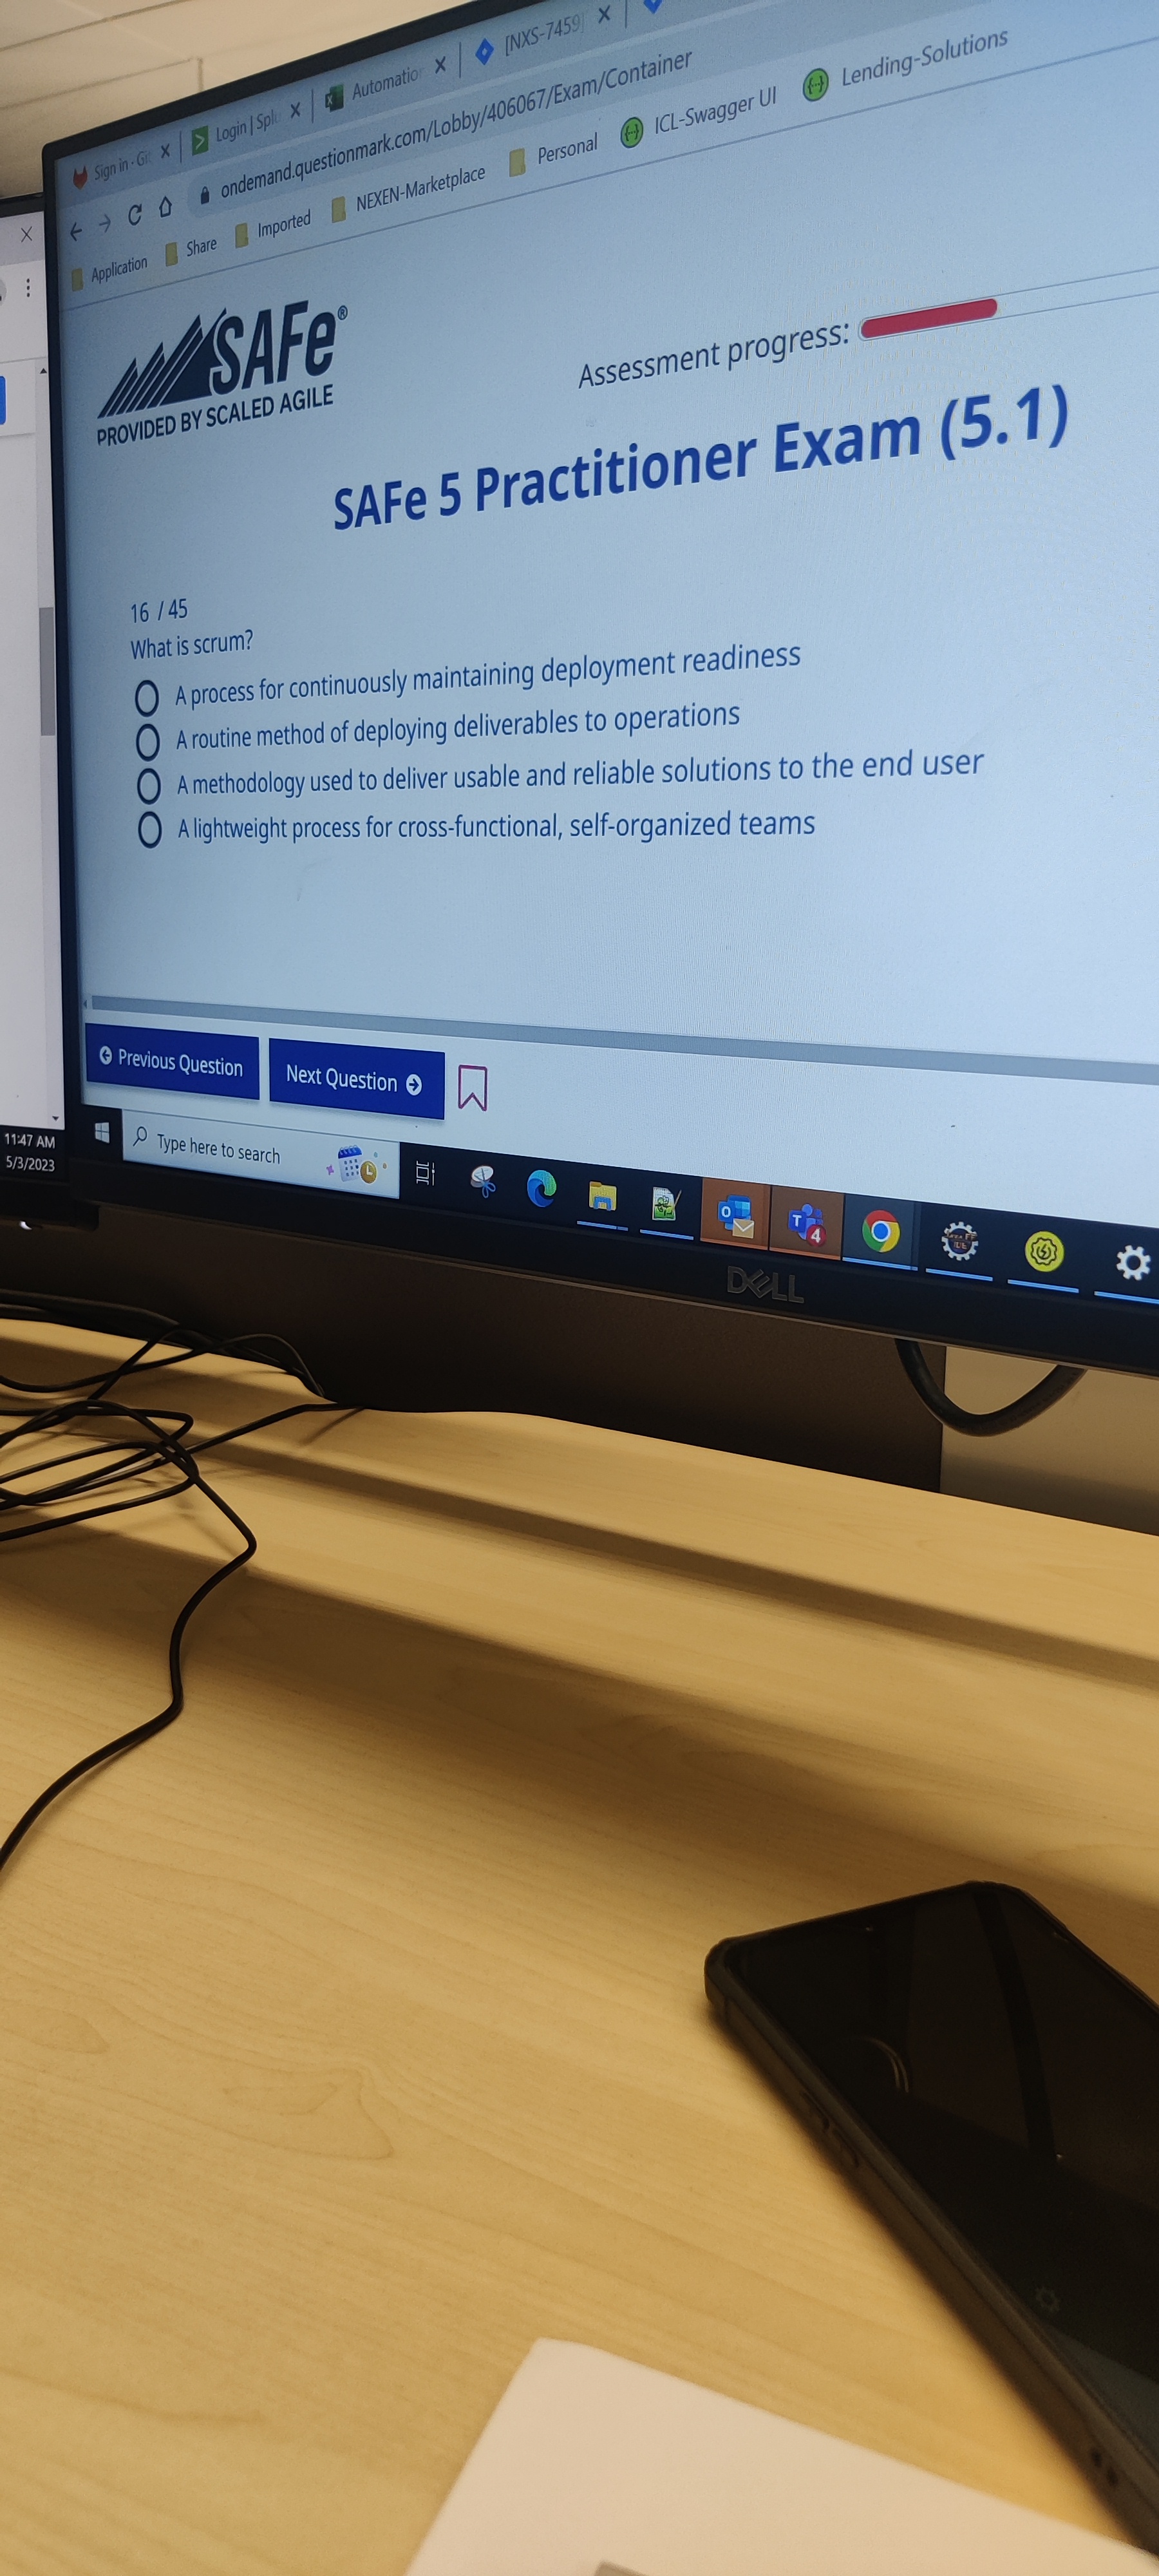 Sign in · Gi
Login | Splu
Automation
[NXS-7459]
ondemand.questionmark.com/Lobby/406067/Exam/Container
Application
Share
Imported
NEXEN-Marketplace
Personal
ICL-Swagger UI
Lending-Solutions
SAFe®
PROVIDED BY SCALED AGILE
Assessment progress:
SAFe 5 Practitioner Exam (5.1)
16 / 45
What is scrum?
A process for continuously maintaining deployment readiness
A routine method of deploying deliverables to operations
A methodology used to deliver usable and reliable solutions to the end user
A lightweight process for cross-functional, self-organized teams
Previous Question
Next Question
Type here to search
4
11:47 AM
5/3/2023
DELL